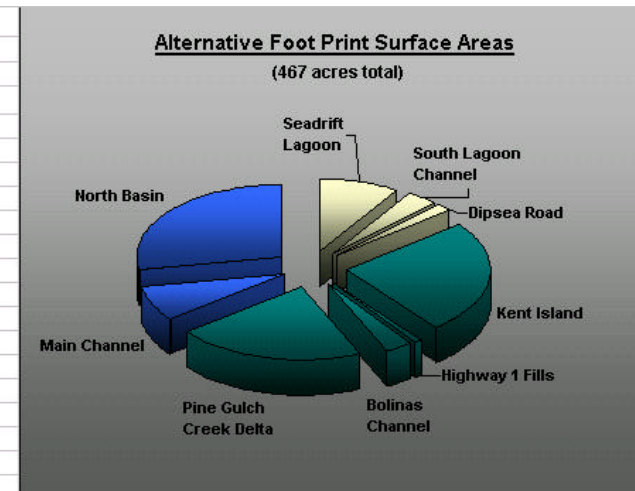 Alternative Foot Print Surface Areas
(467 acres total)
Seadrift
Lagoon
South Lagoon
Channel
North Basin
Dipsea Road
Kent Island
Main Channel
Highway 1 Fills
Pine Gulch
Creek Delta
Bolinas
Channel